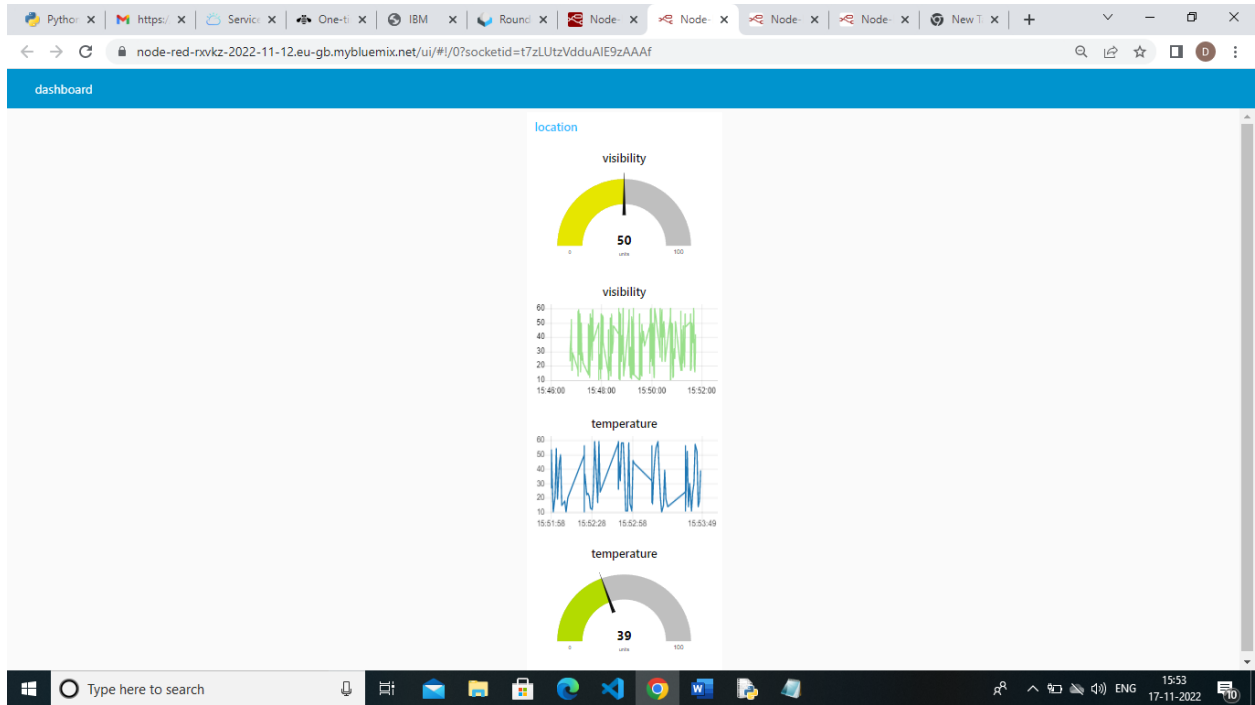 Python
https:/
Service
One-ti
IBM
Round
Node-
Node-
Node-
Node-
New T
node-red-rxvkz-2022-11-12.eu-gb.mybluemix.net/ui/#!/0?socketid=t7zLUtzVdduAIE9zAAAf
D
dashboard
location
visibility
50
0 units 100
visibility
60
50
40
30
20
10
15:46:00 15:48:00 15:50:00 15:52:00
temperature
60
50
40
30
20
10
15:51:58 15:52:28 15:52:58 15:53:49
temperature
39
0 units 100
Type here to search
W
ENG
15:53
17-11-2022
10